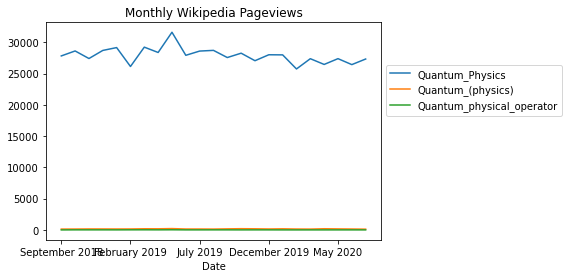 Monthly Wikipedia Pageviews
30000
25000
20000
15000
10000
5000
0
September 2018 February 2019 July 2019 December 2019 May 2020
Date
Quantum_Physics
Quantum_(physics)
Quantum_physical_operator